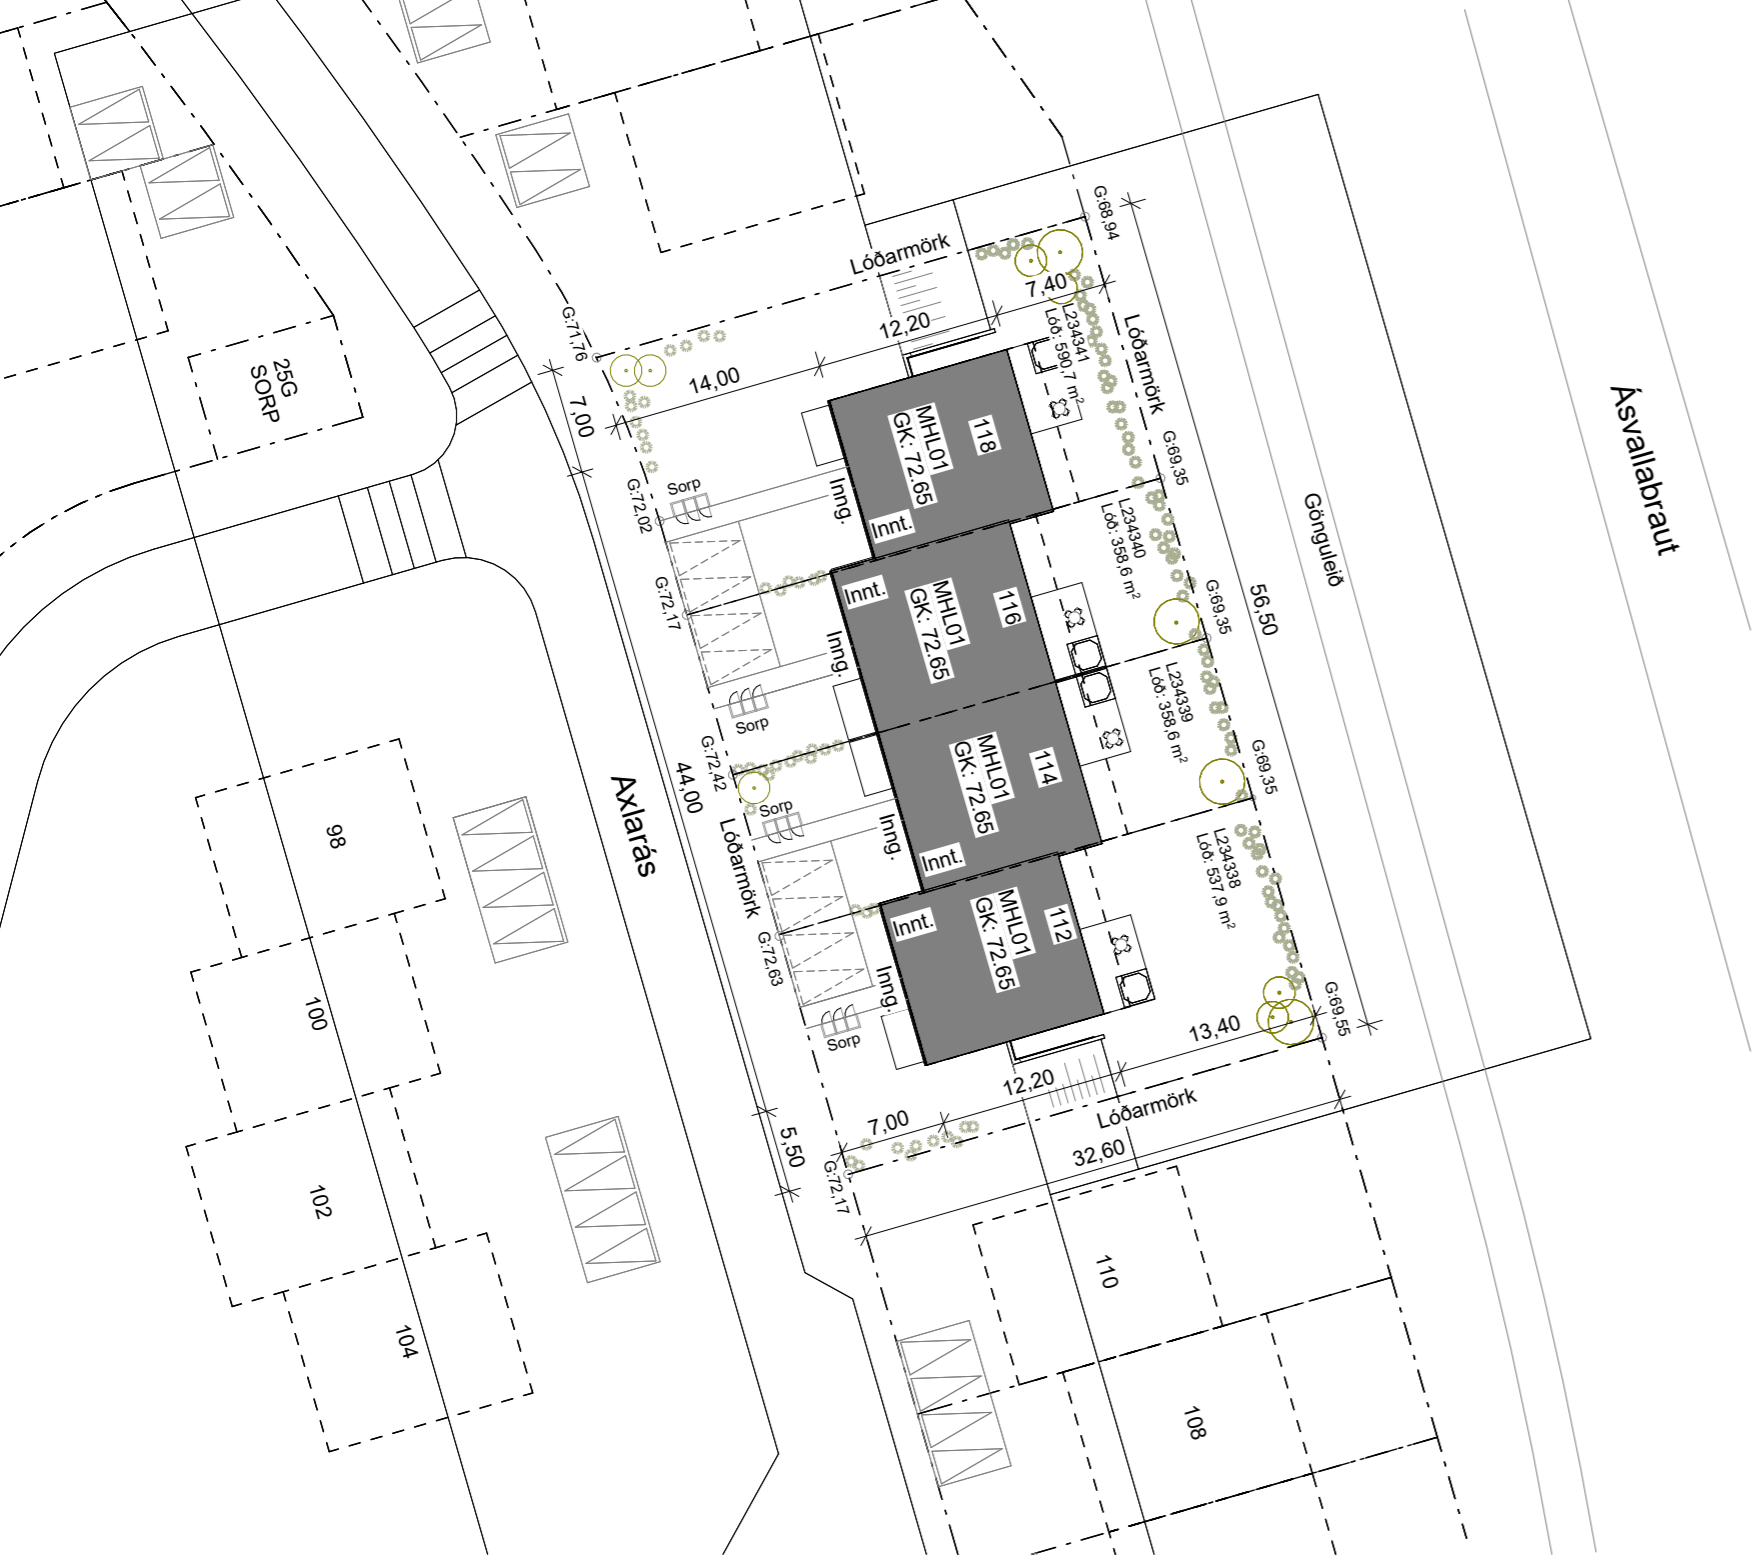 G:68,94
Lóðarmörk
7,40
12,20
L234341
Lóð: 590,7 m²
Lóðarmörk
G:71,76
14,00
7,00
25G
SORP
Ásvallabraut
118
MHL01
GK: 72.65
Innt.
Inng.
Sorp
G:72,02
G:69,35
L234340
Lóð: 358,6 m²
Gönguleið
56,50
G:69,35
116
MHL01
GK: 72.65
Innt.
Inng.
G:72,17
Sorp
L234339
Lóð: 358,6 m²
G:72,42
G:69,35
114
MHL01
GK: 72.65
Innt.
Inng.
Sorp
44,00
Axlarás
Lóðarmörk
98
L234338
Lóð: 537,9 m²
112
MHL01
GK: 72.65
Innt.
Inng.
G:72,63
Sorp
100
G:69,55
13,40
12,20
7,00
Lóðarmörk
5,50
32,60
G:72,17
102
110
104
108